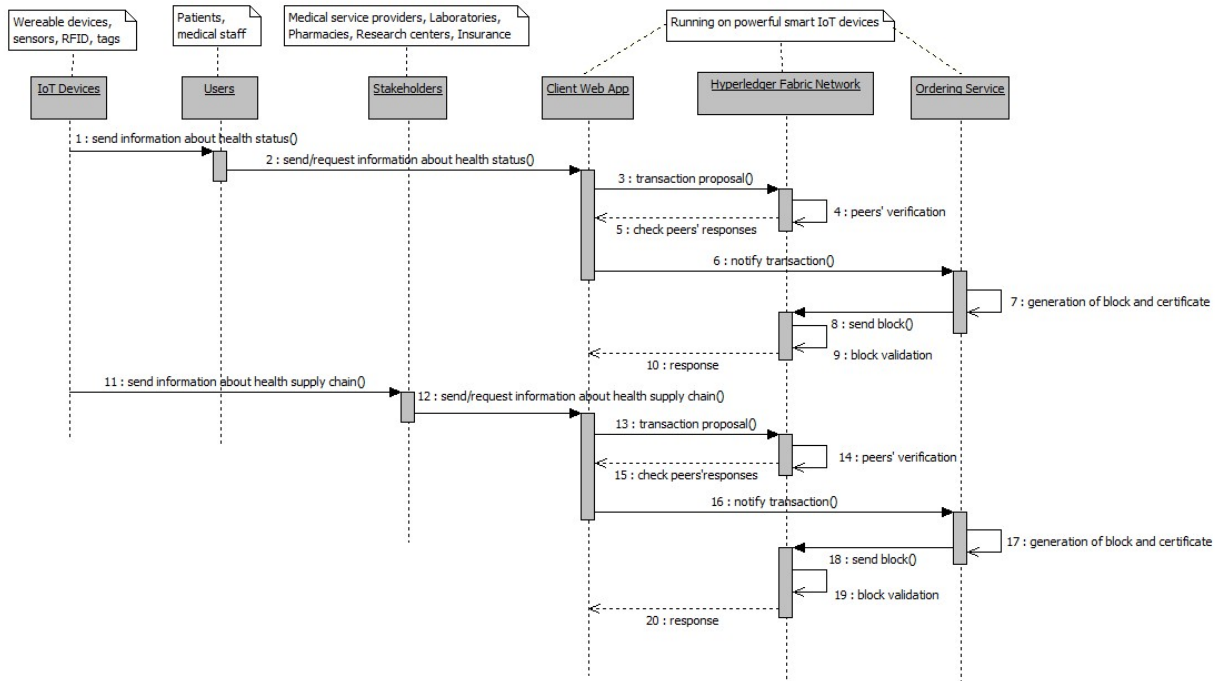 Wereable devices,
sensors, RFID, tags
Patients,
medical staff
Medical service providers, Laboratories,
Pharmacies, Research centers, Insurance
Running on powerful smart IoT devices
IoT Devices
Users
Stakeholders
Client Web App
Hyperledger Fabric Network
Ordering Service
1 : send information about health status()
2 : send/request information about health status()
3 : transaction proposal()
4 : peers' verification
5 : check peers' responses
6 : notify transaction()
7 : generation of block and certificate
8 : send block()
9 : block validation
10 : response
11 : send information about health supply chain()
12 : send/request information about health supply chain()
13 : transaction proposal()
14 : peers' verification
15 : check peers'responses
16 : notify transaction()
17 : generation of block and certificate
18 : send block()
19 : block validation
20 : response